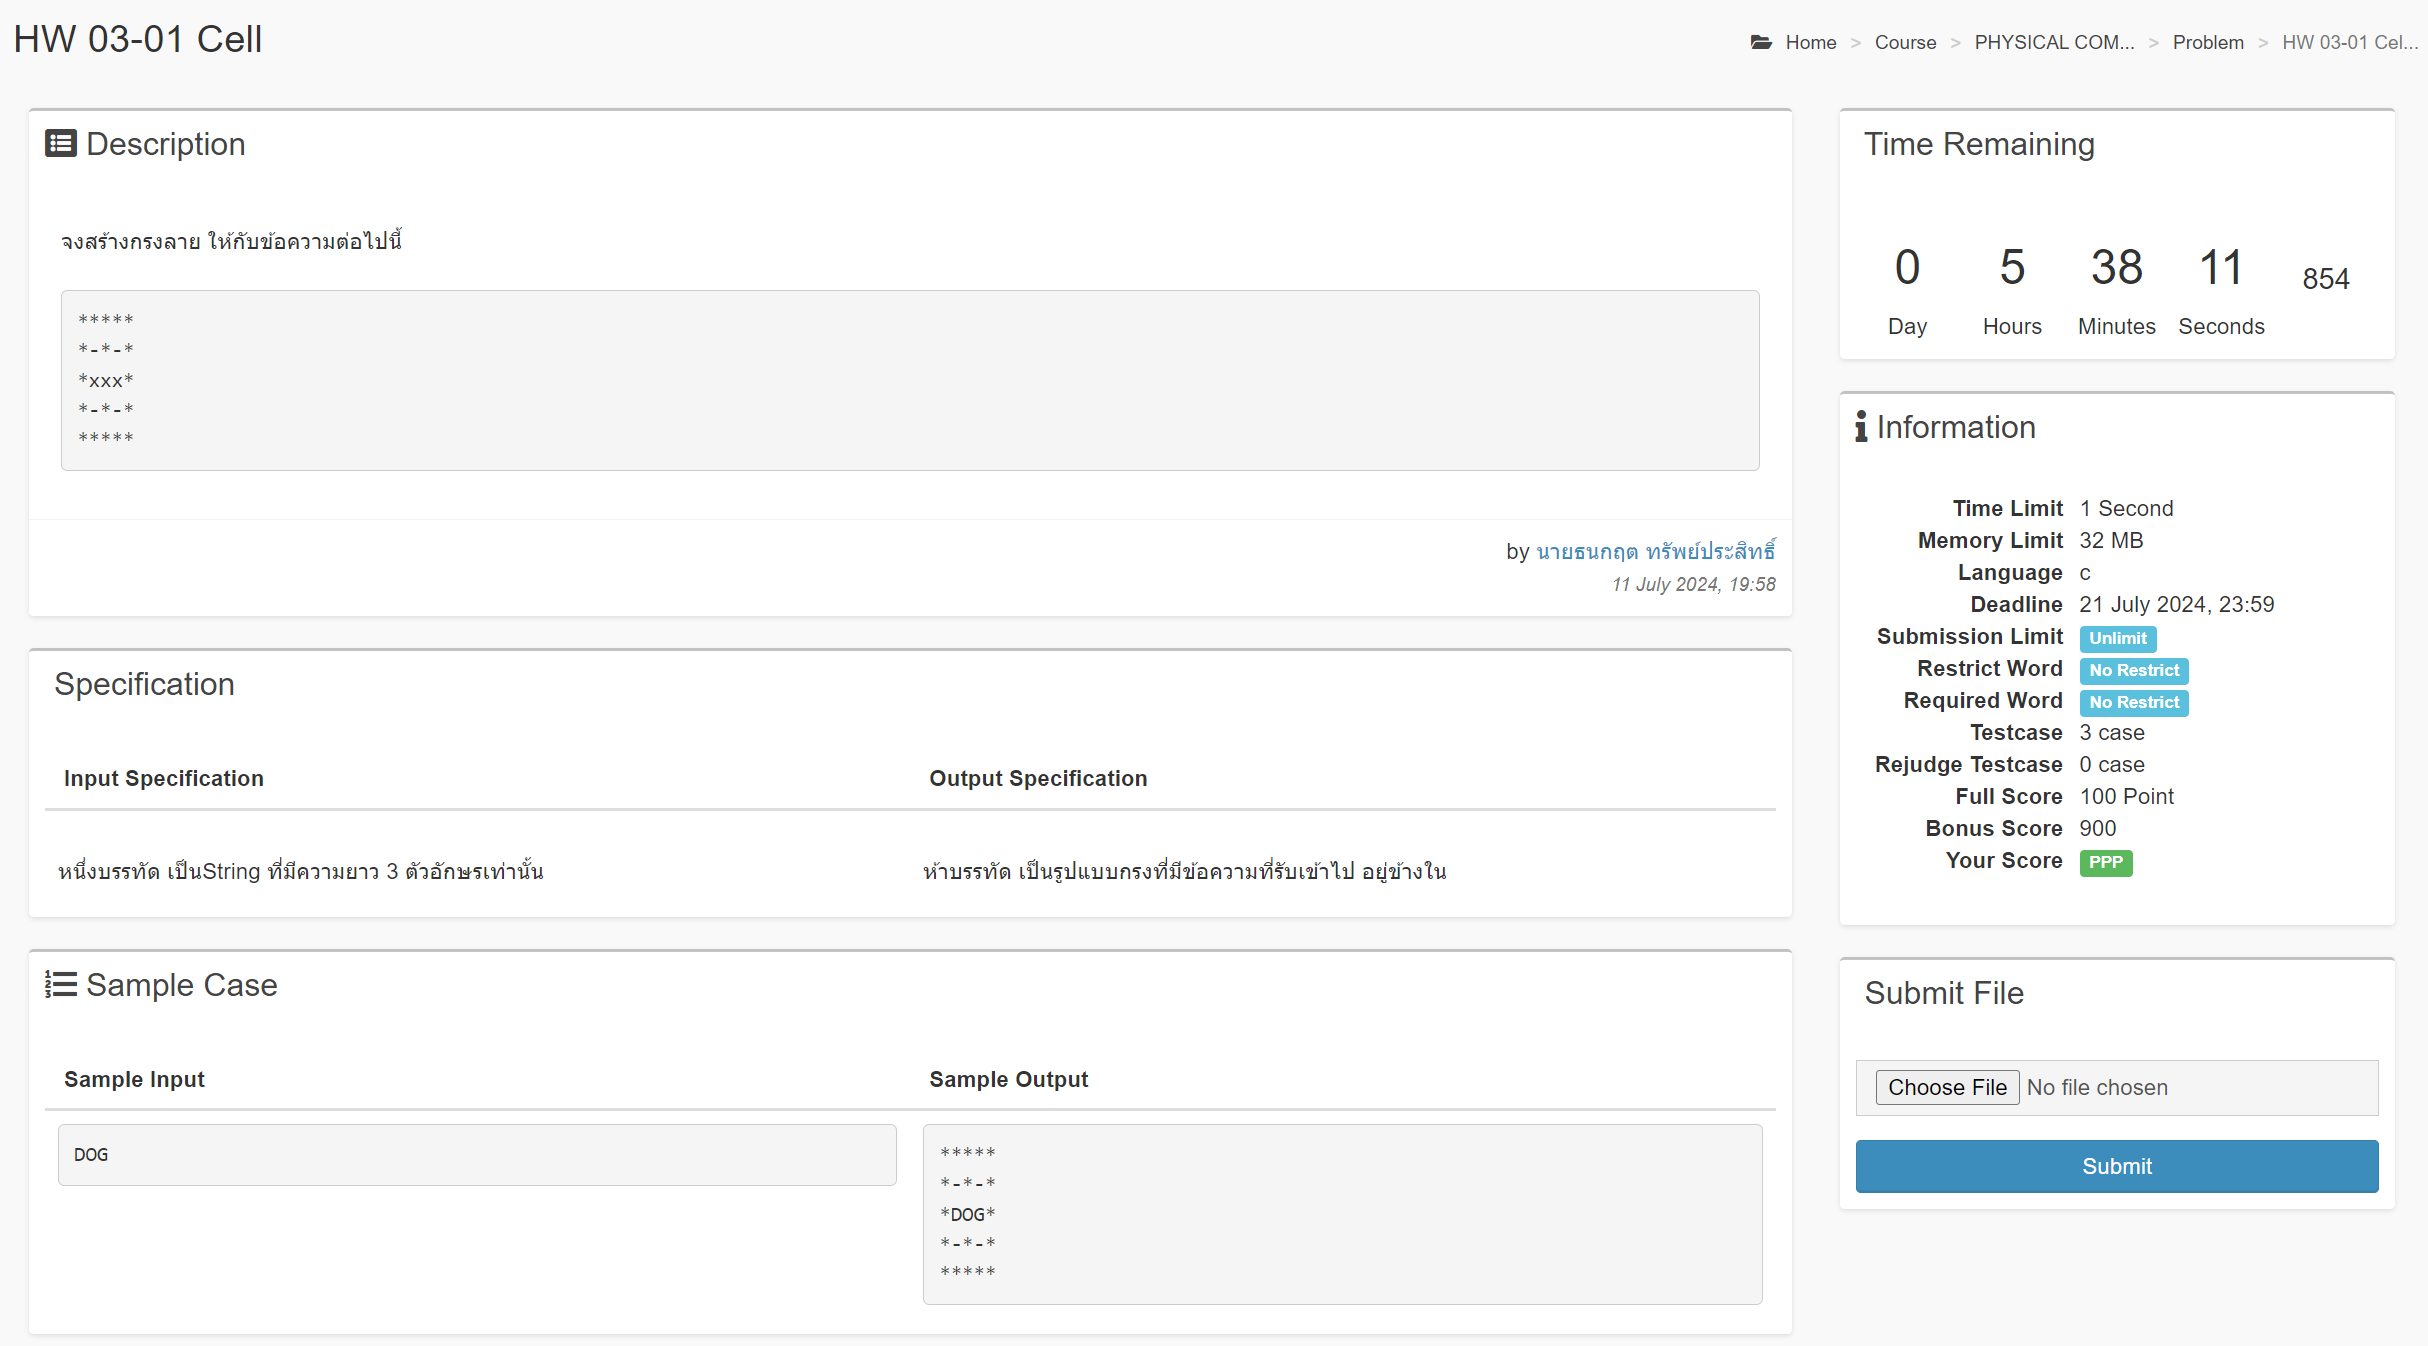 HW 03-01 Cell
Home > Course > PHYSICAL COM... > Problem > HW 03-01 Cel...
Description
จงสร้างกรงลาย ให้กับข้อความต่อไปนี้
*****
*-*-*
*xxx*
*-*-*
*****
by นายธนกฤต ทรัพย์ประสิทธิ์
11 July 2024, 19:58
Specification
Input Specification
Output Specification
หนึ่งบรรทัด เป็นString ที่มีความยาว 3 ตัวอักษรเท่านั้น
ห้าบรรทัด เป็นรูปแบบกรงที่มีข้อความที่รับเข้าไป อยู่ข้างใน
Sample Case
Sample Input
Sample Output
DOG
*****
*-*-*
*DOG*
*-*-*
*****
Time Remaining
0 5 38 11 854
Day Hours Minutes Seconds
Information
Time Limit 1 Second
Memory Limit 32 MB
Language c
Deadline 21 July 2024, 23:59
Submission Limit Unlimit
Restrict Word No Restrict
Required Word No Restrict
Testcase 3 case
Rejudge Testcase 0 case
Full Score 100 Point
Bonus Score 900
Your Score PPP
Submit File
Choose File No file chosen
Submit